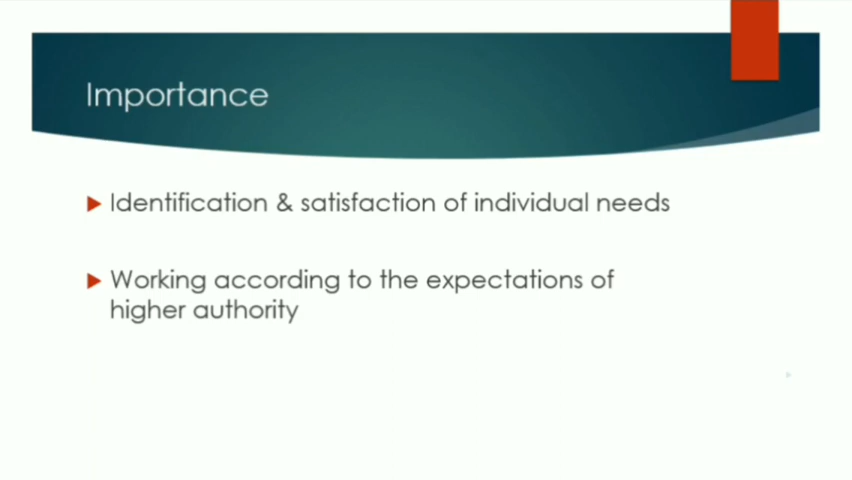 Importance
Identification & satisfaction of individual needs
Working according to the expectations of
higher authority